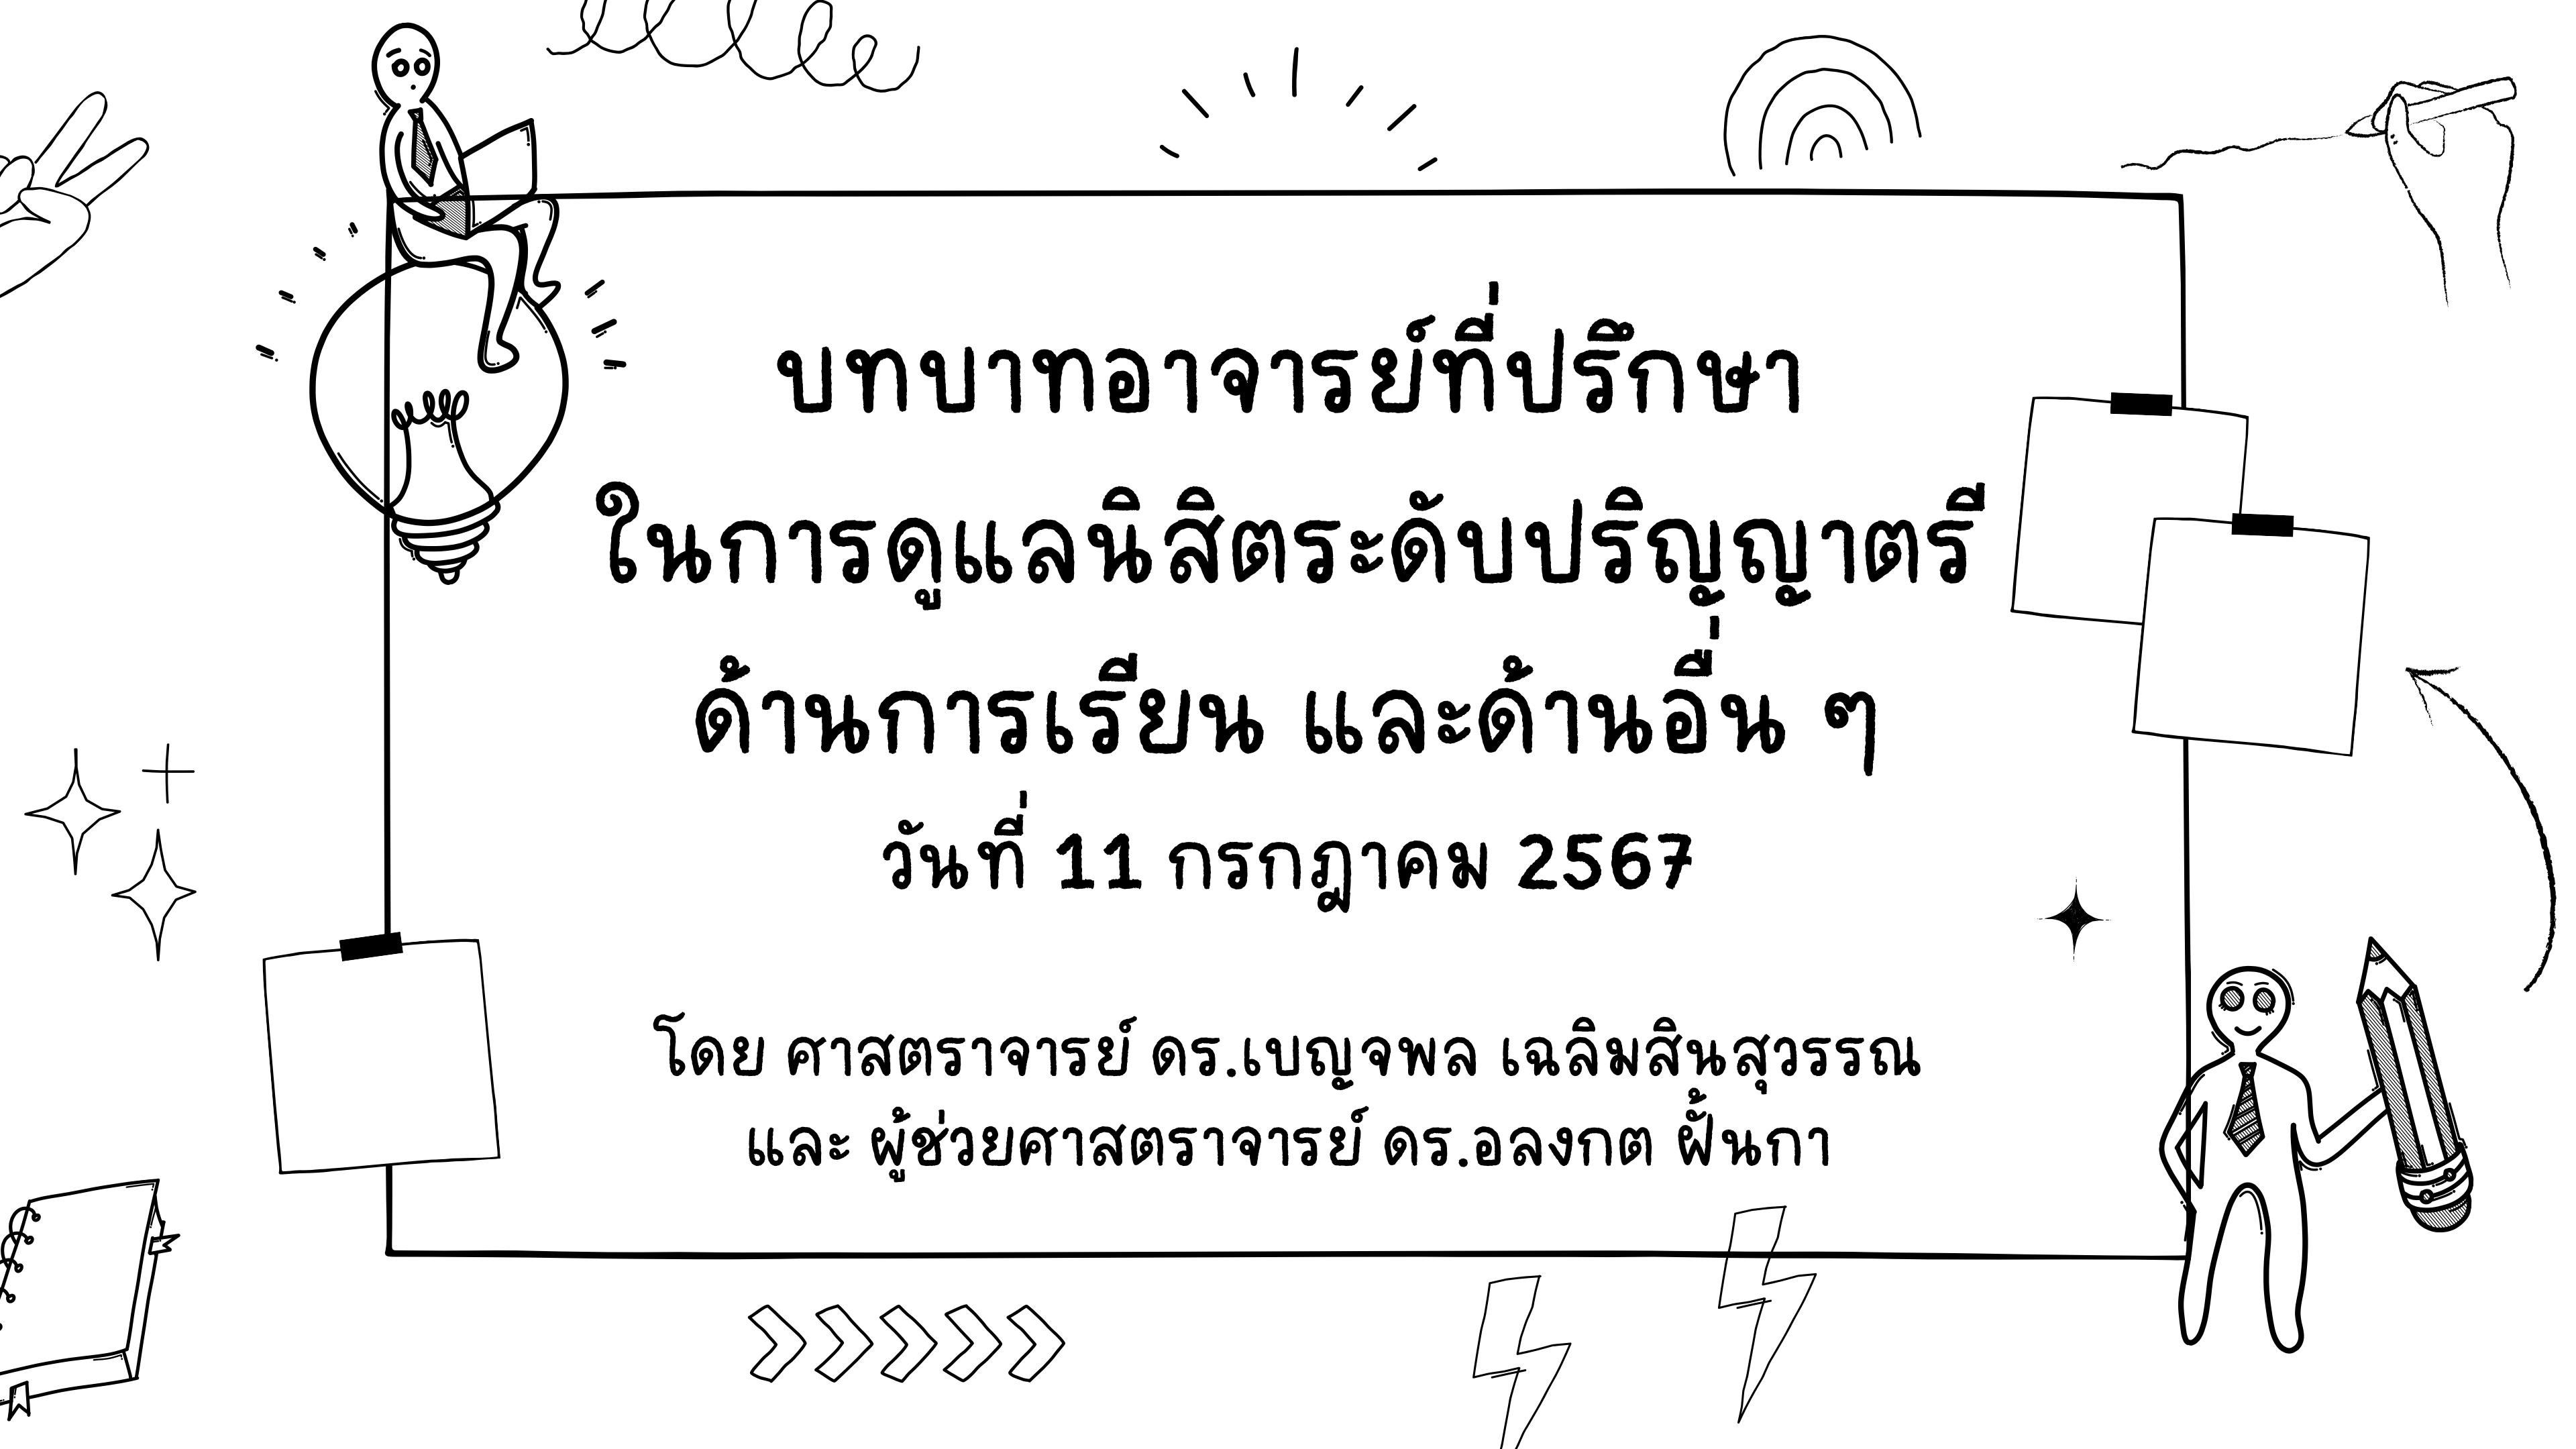 บทบาทอาจารย์ที่ปรึกษา
ในการดูแลนิสิตระดับปริญญาตรี
ด้านการเรียน และด้านอื่น ๆ
วันที่ 11 กรกฎาคม 2567
โดย ศาสตราจารย์ ดร.เบญจพล เฉลิมสินสุวรรณ
และ ผู้ช่วยศาสตราจารย์ ดร.อลงกต ฝั้นกา